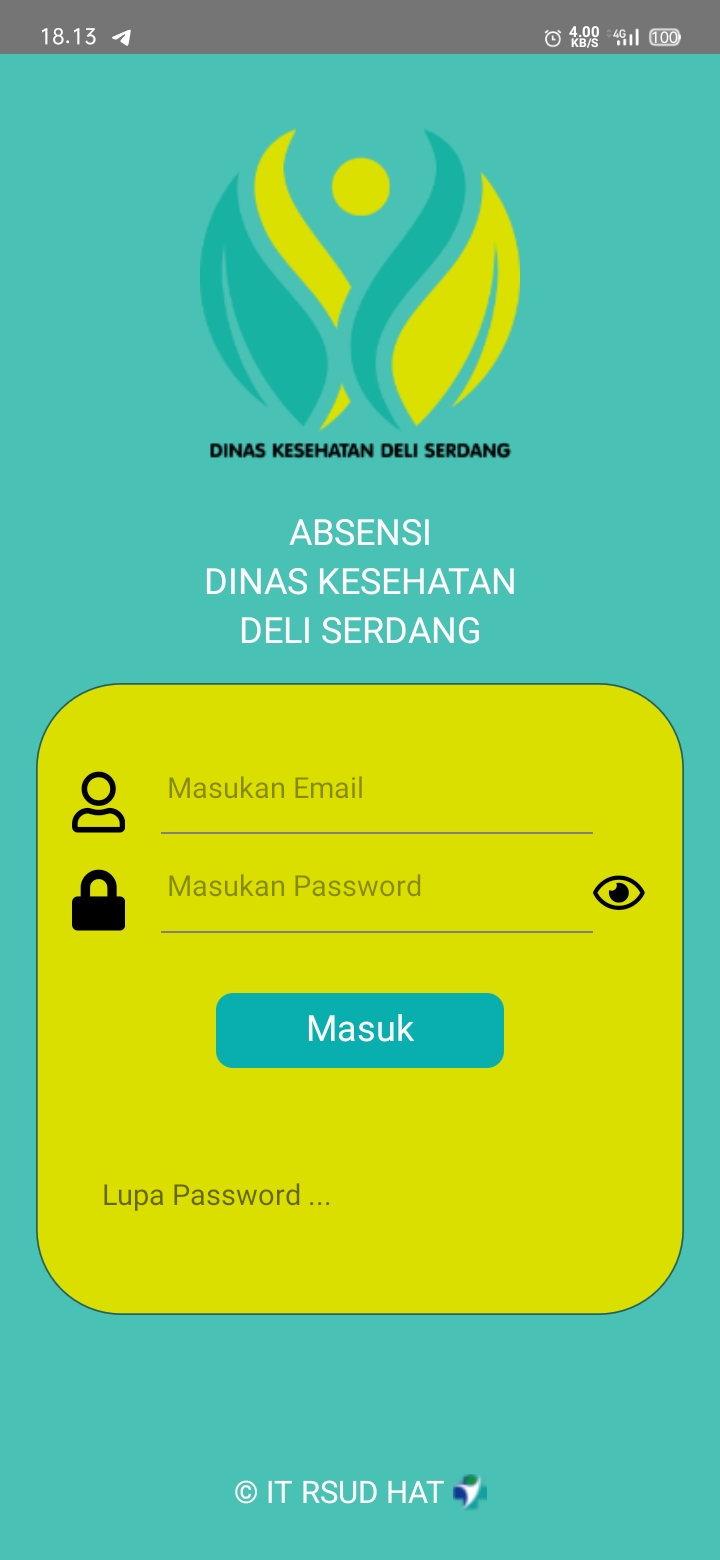 18.13
4.00
KB/S
4G
100
DINAS KESEHATAN DELI SERDANG
ABSENSI
DINAS KESEHATAN
DELI SERDANG
Masukan Email
Masukan Password
Masuk
Lupa Password ...
© IT RSUD HAT